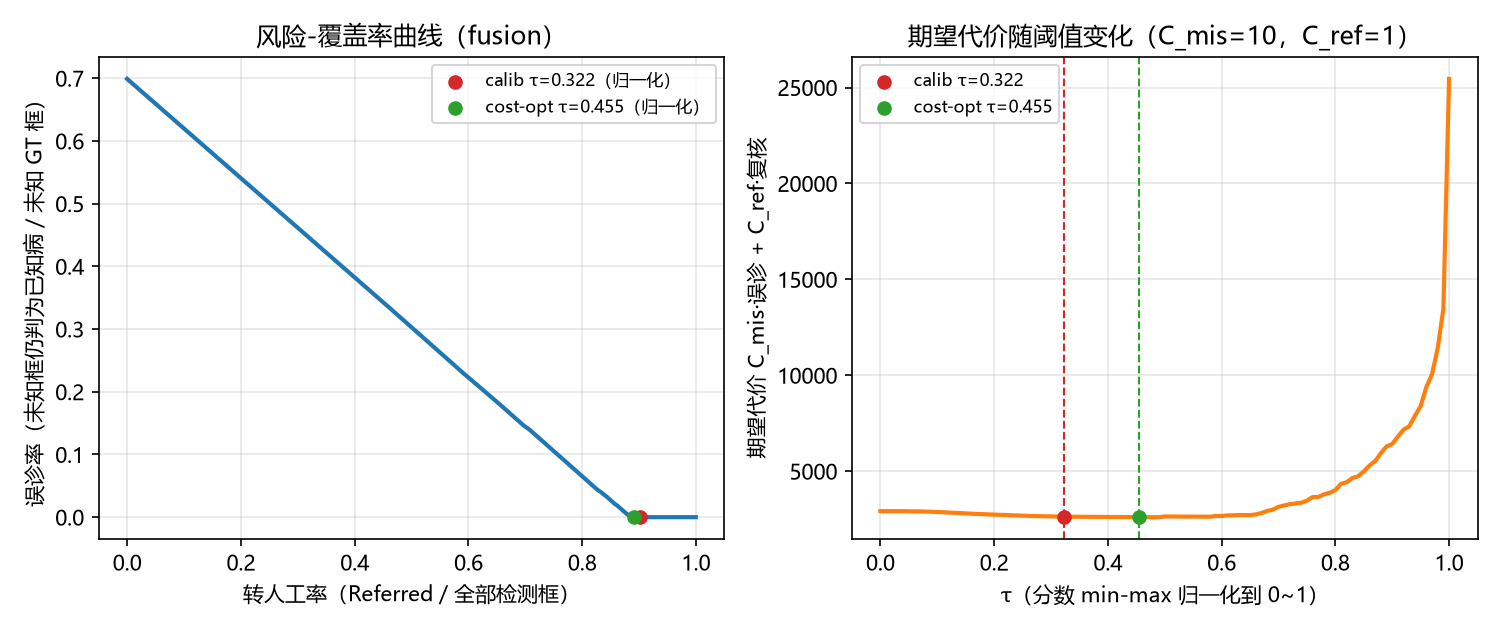 风险-覆盖率曲线（fusion）
calib τ=0.322（归一化）
cost-opt τ=0.455（归一化）
误诊率（未知框仍判为已知病 / 未知 GT 框）
0.7
0.6
0.5
0.4
0.3
0.2
0.1
0.0
0.0
0.2
0.4
0.6
0.8
1.0
转人工率（Referred / 全部检测框）
期望代价随阈值变化（C_mis=10，C_ref=1）
calib τ=0.322
cost-opt τ=0.455
期望代价 C_mis·误诊 + C_ref·复核
25000
20000
15000
10000
5000
0.0
0.2
0.4
0.6
0.8
1.0
τ（分数 min-max 归一化到 0~1）